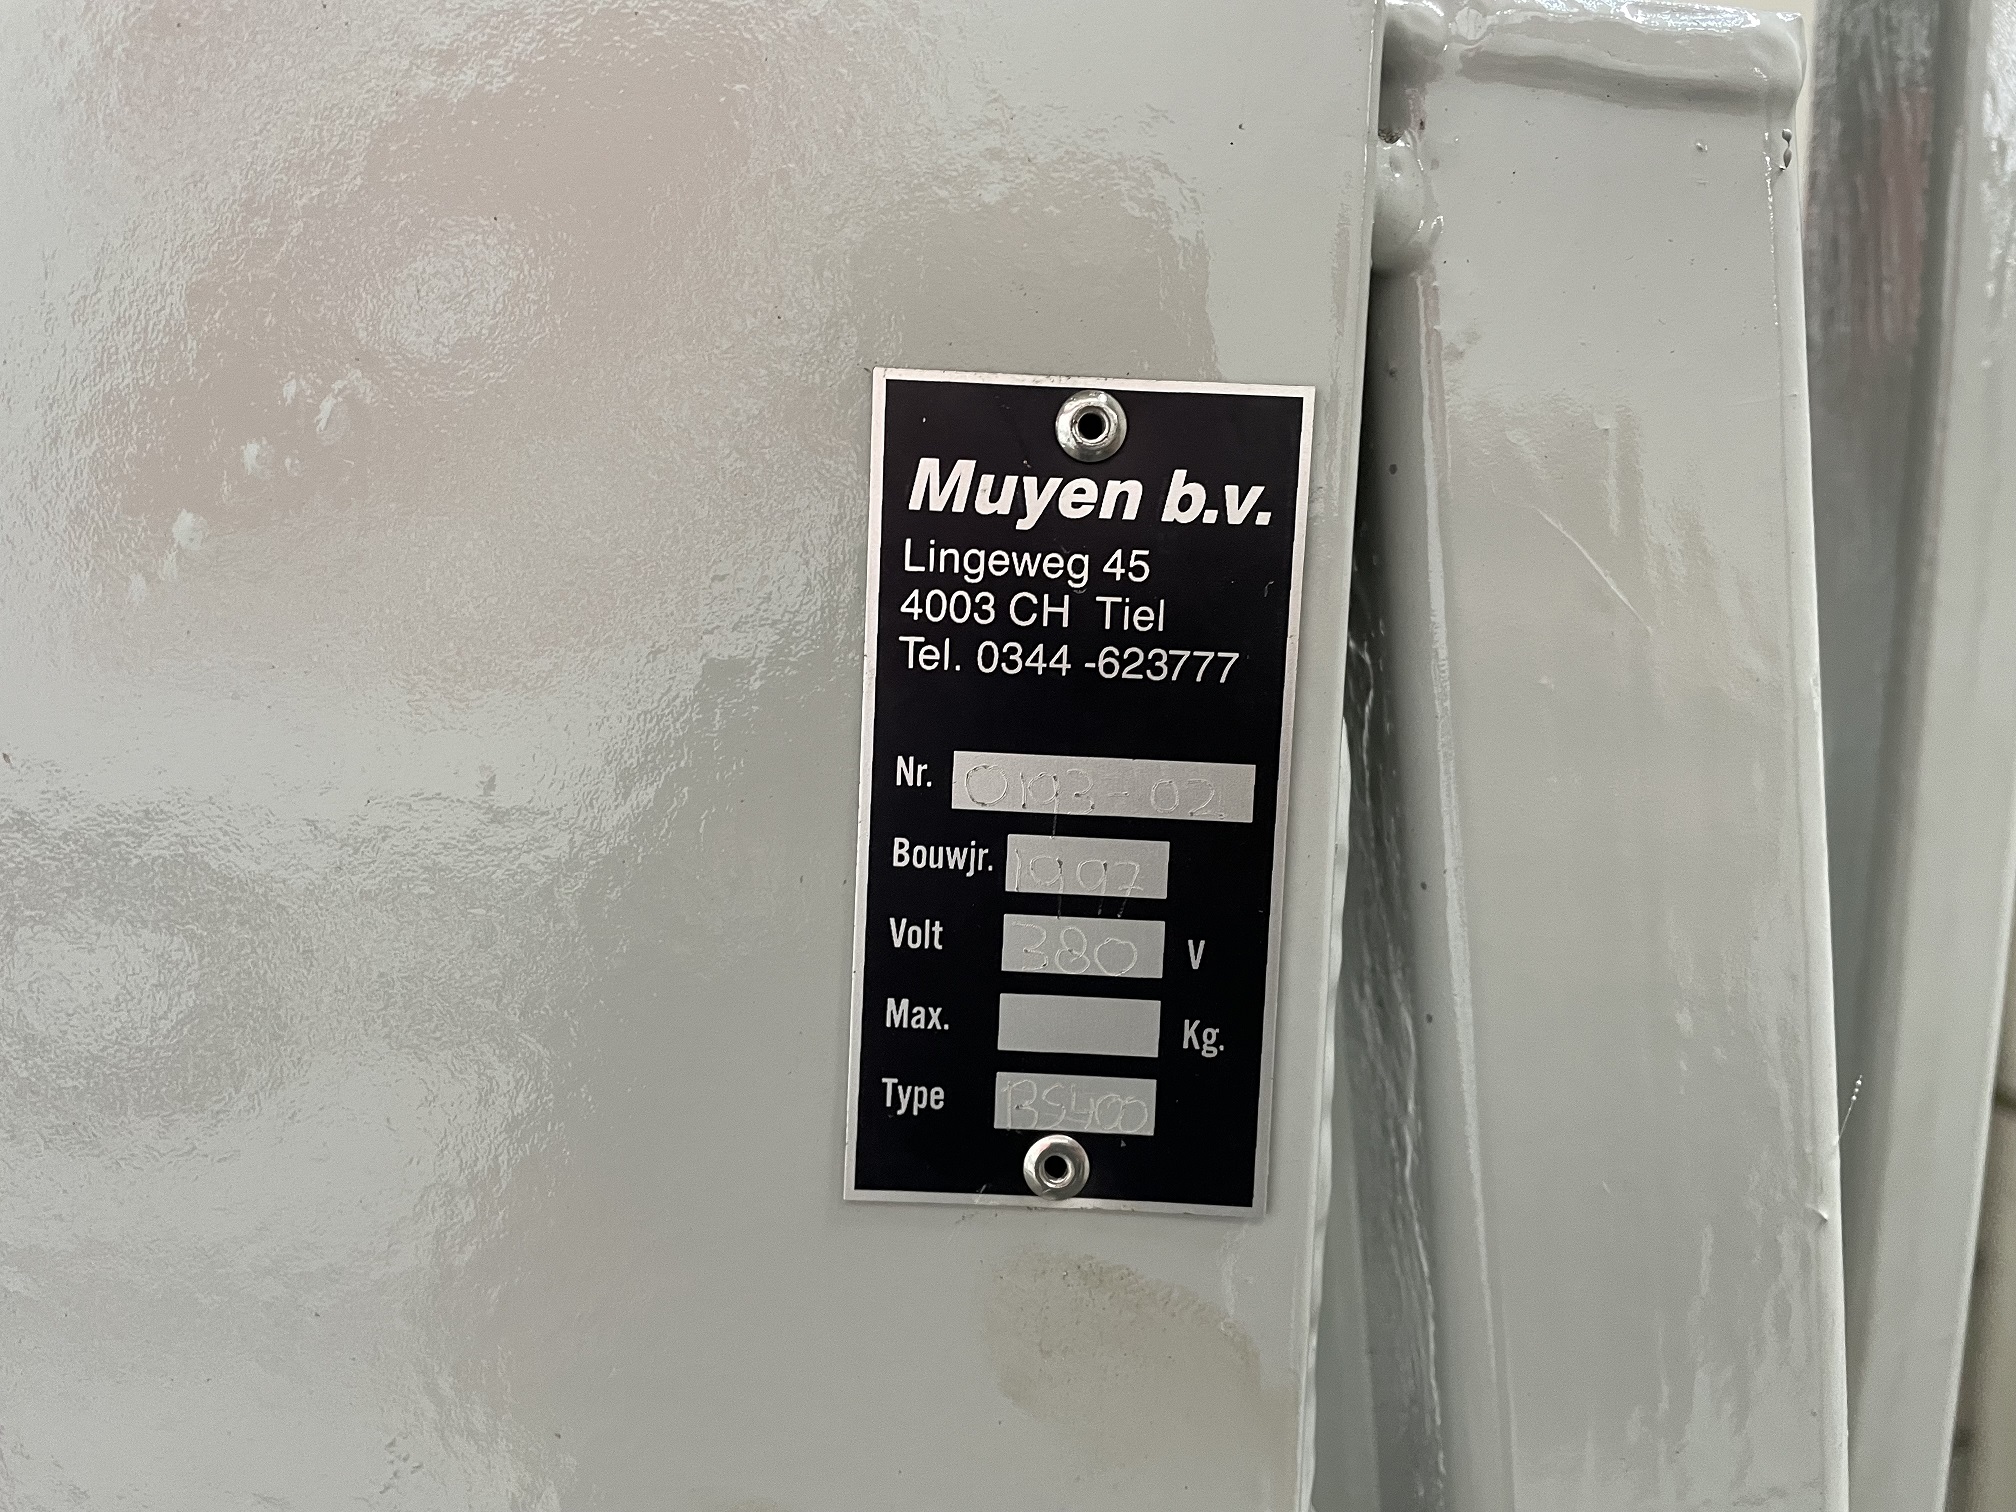 Muyen b.v.
Lingeweg 45
4003 CH Tiel
Tel. 0344 -623777
Nr. 0193-02
Bouwjr. 1997
Volt 380 V
Max. Kg.
Type BS400